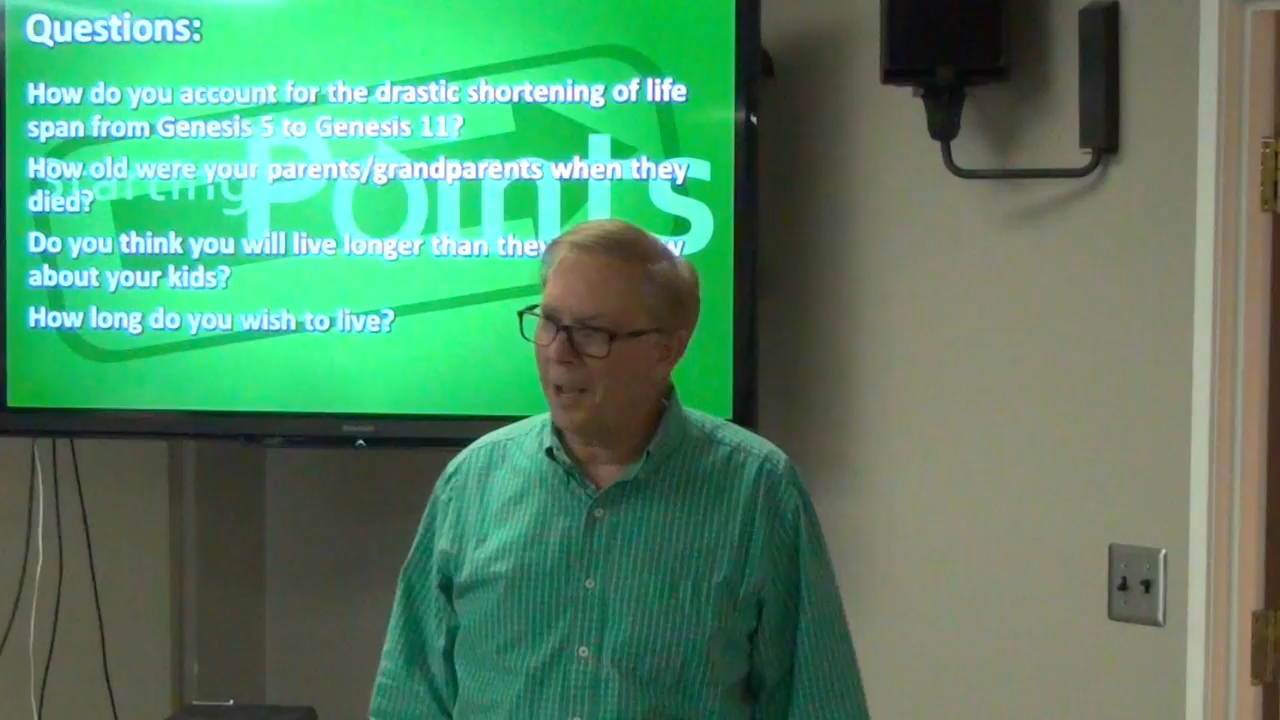 Questions:
How do you account for the drastic shortening of life
span from Genesis 5 to Genesis 11?
How old were your parents/grandparents when they
died?
Do you think you will live longer than they
about your kids?
How long do you wish to live?
Starting
Points